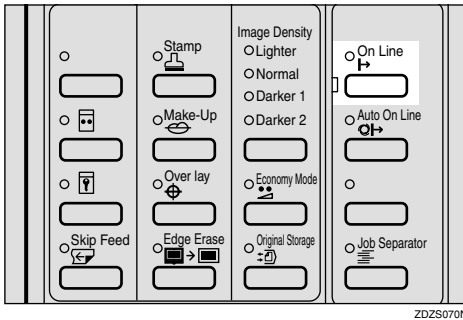 Stamp
Make-Up
Over lay
Skip Feed
Edge Erase
Image Density
Lighter
Normal
Darker 1
Darker 2
Economy Mode
Original Storage
On Line
Auto On Line
Job Separator
ZDZS070N